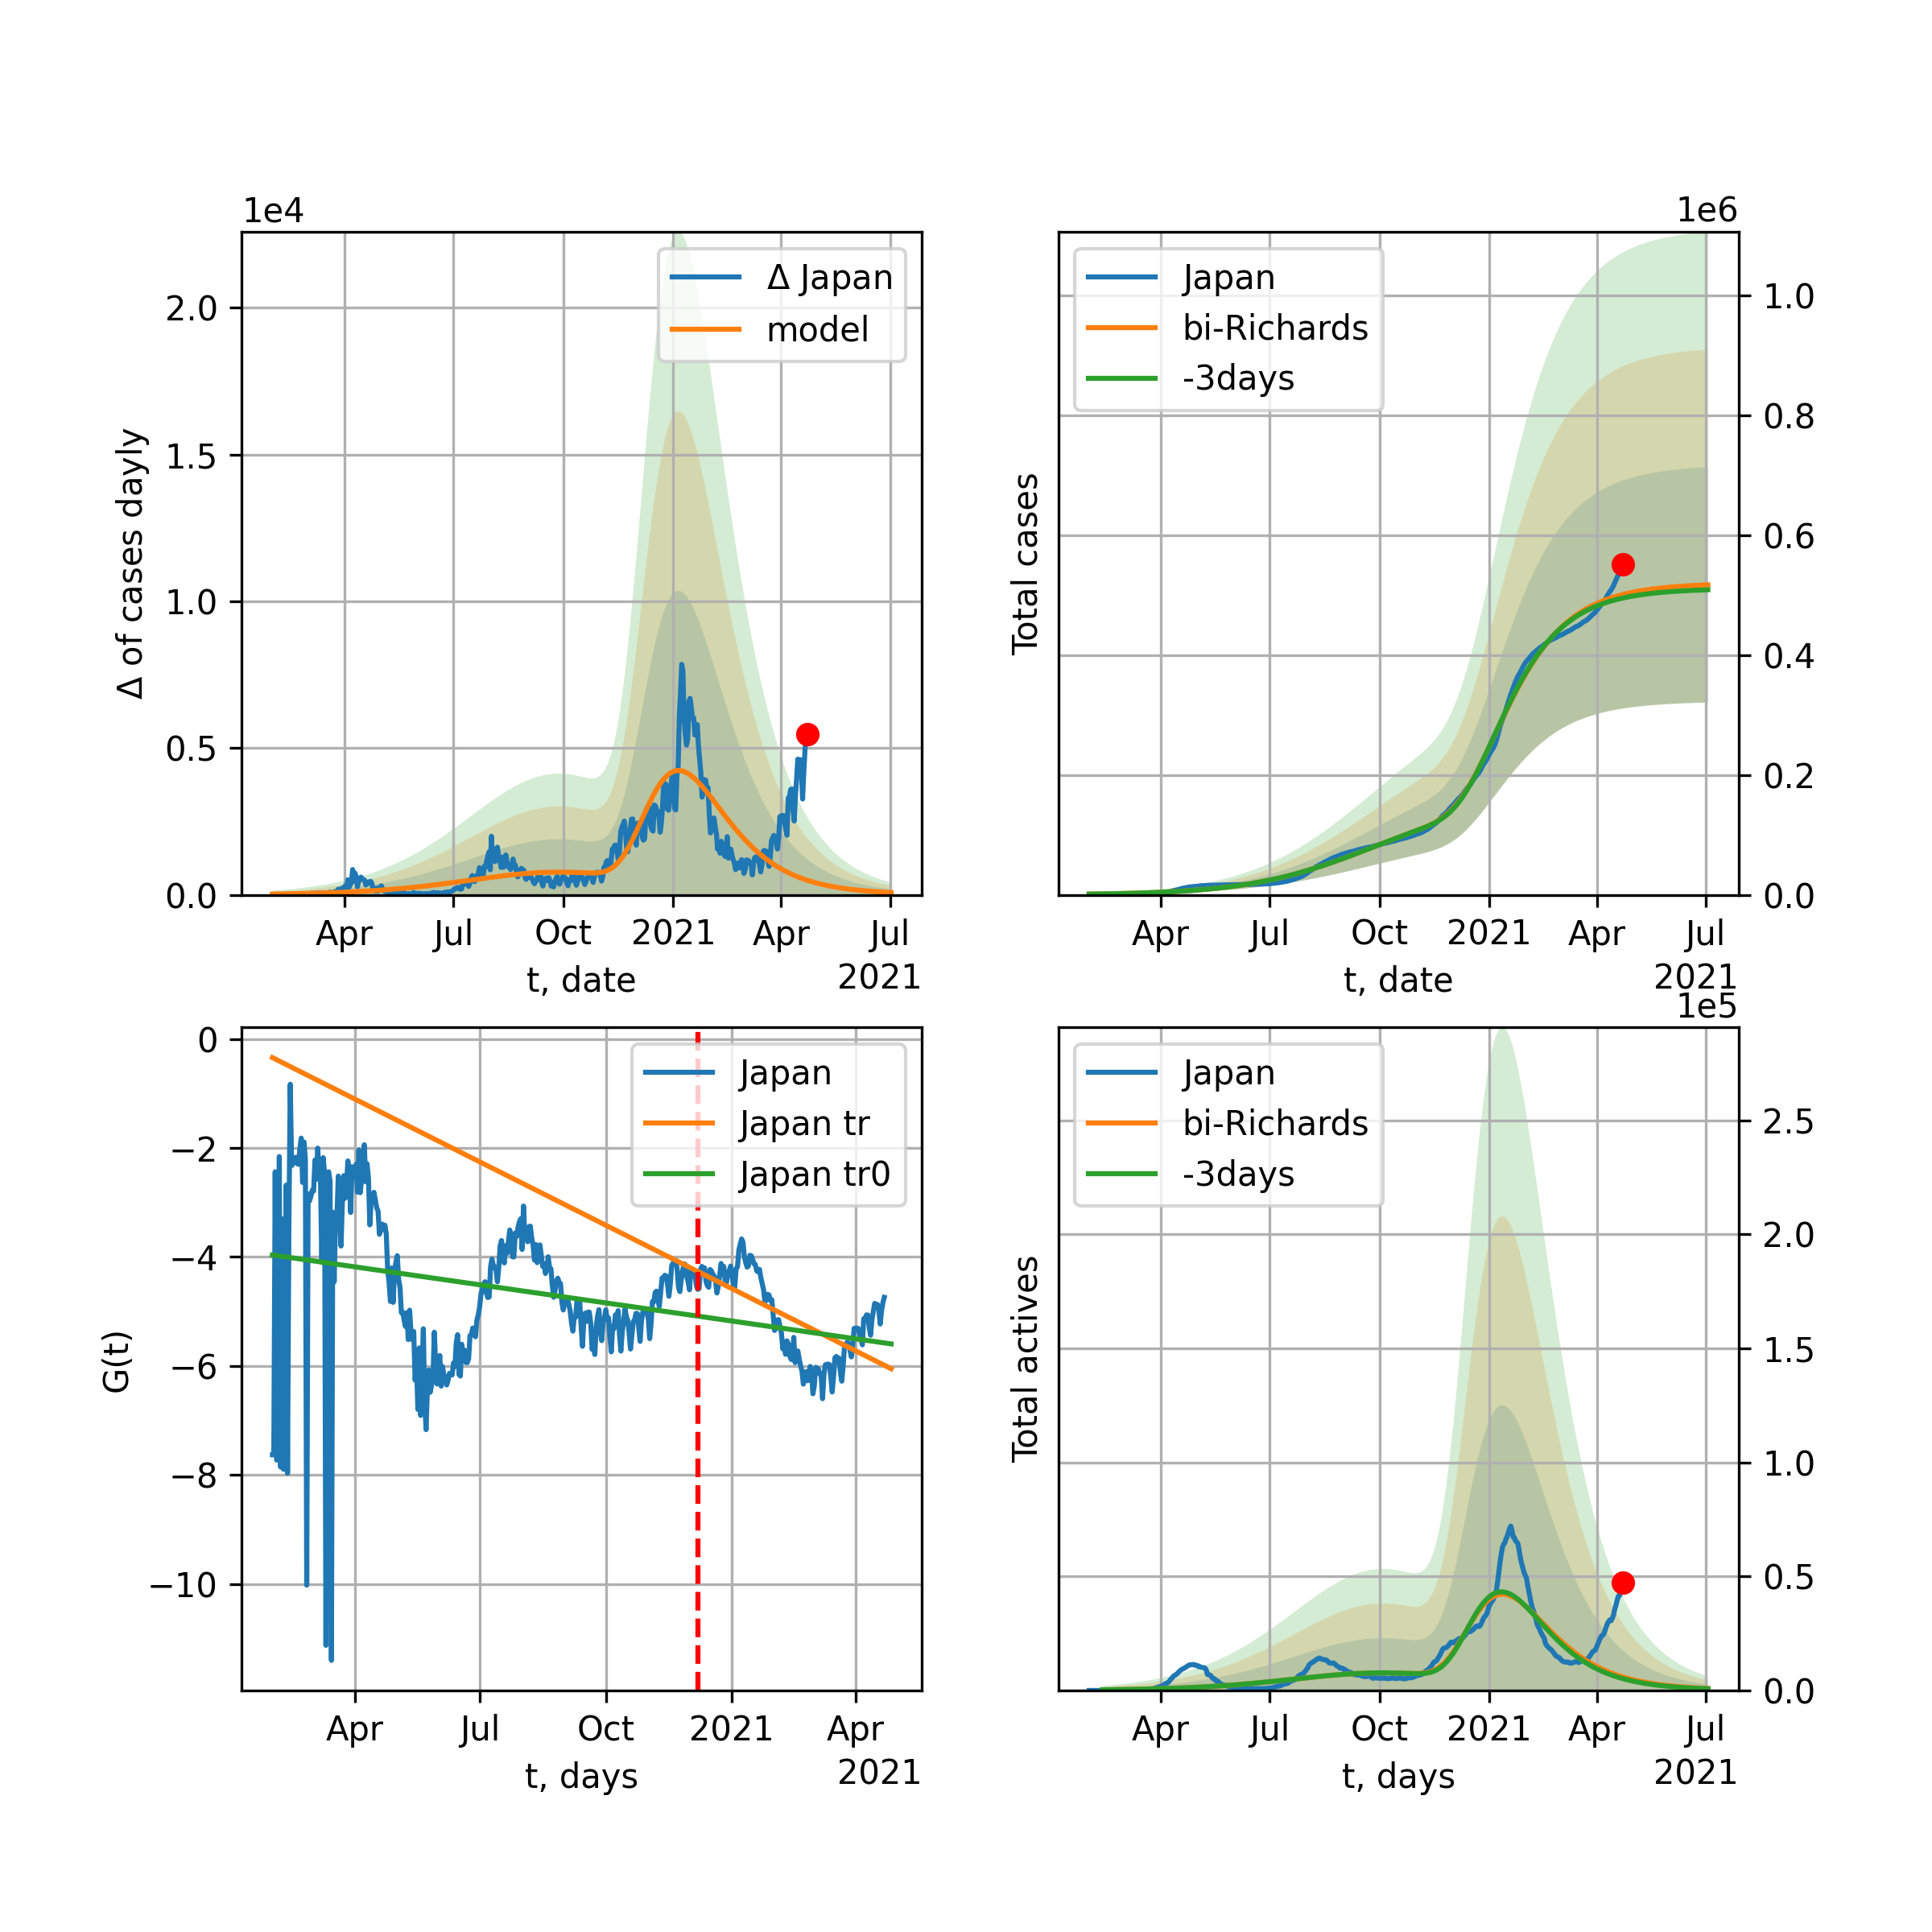 1e4
Δ of cases dayly
2.0
1.5
1.0
0.5
0.0
Δ Japan
model
Apr Jul Oct 2021 Apr Jul
2021
t, date
1e6
Total cases
Japan
bi-Richards
-3days
1.0
0.8
0.6
0.4
0.2
0.0
Apr Jul Oct 2021 Apr Jul
2021
t, date
G(t)
0
−2
−4
−6
−8
−10
Japan
Japan tr
Japan tr0
Apr Jul Oct 2021 Apr
2021
t, days
1e5
Total actives
Japan
bi-Richards
-3days
2.5
2.0
1.5
1.0
0.5
0.0
Apr Jul Oct 2021 Apr Jul
2021
t, days